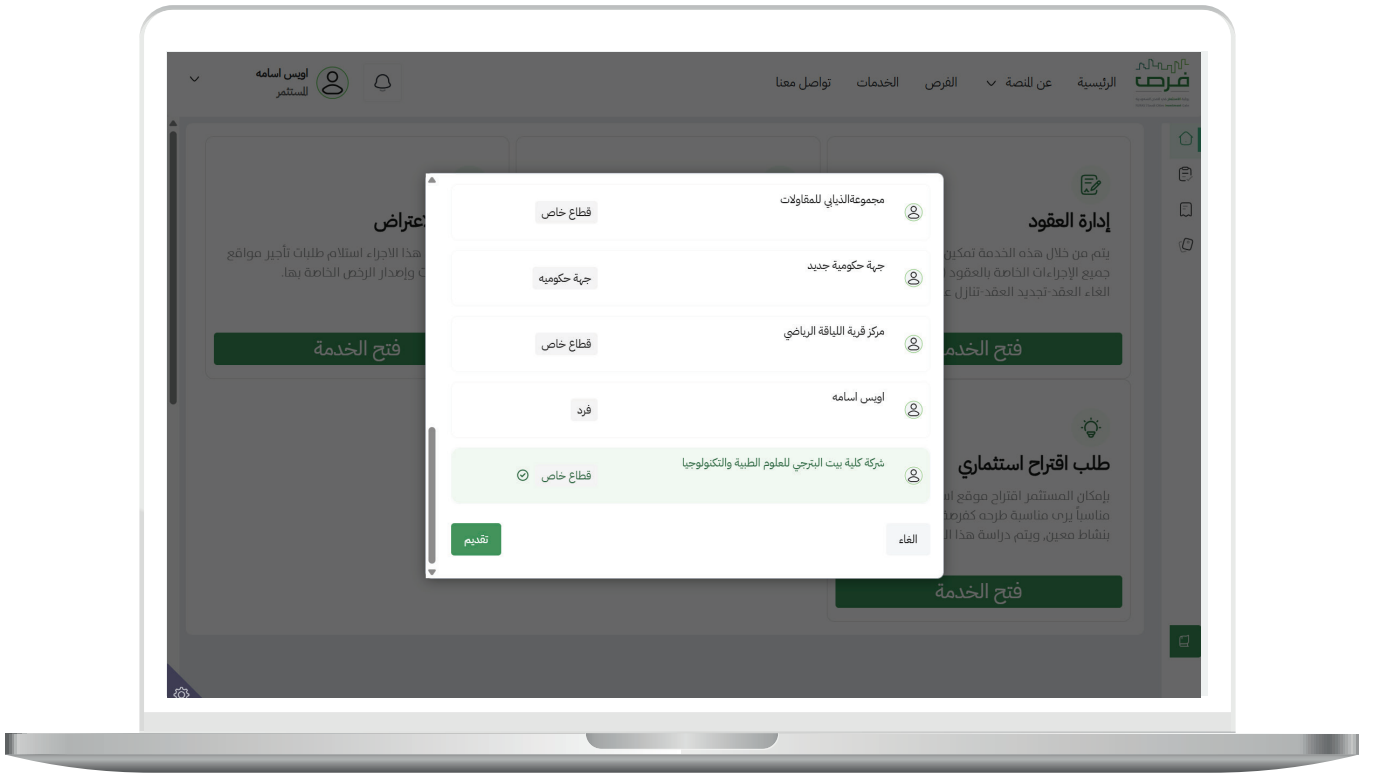 فرص
الرئيسية
عن المنصة
الفرص
الخدمات
تواصل معنا
اويس اسامه
المستثمر
إدارة العقود
يتم من خلال هذه الخدمة تمكين
جميع الإجراءات الخاصة بالعقود
الغاء العقد-تجديد العقد-تنازل
فتح الخدمة
اعتراض
هذا الاجراء استلام طلبات تأجير مواقع
وإصدار الرخص الخاصة بها.
فتح الخدمة
مجموعةالذيابي للمقاولات
قطاع خاص
جهة حكومية جديد
جهة حكوميه
مركز قرية اللياقة الرياضي
قطاع خاص
اويس اسامه
فرد
شركة كلية بيت البترجي للعلوم الطبية والتكنولوجيا
قطاع خاص
الغاء
تقديم
طلب اقتراح استثماري
بإمكان المستثمر اقتراح موقع
مناسباً يرى مناسبة طرحه كفرصة
بنشاط معين, ويتم دراسة هذا
فتح الخدمة